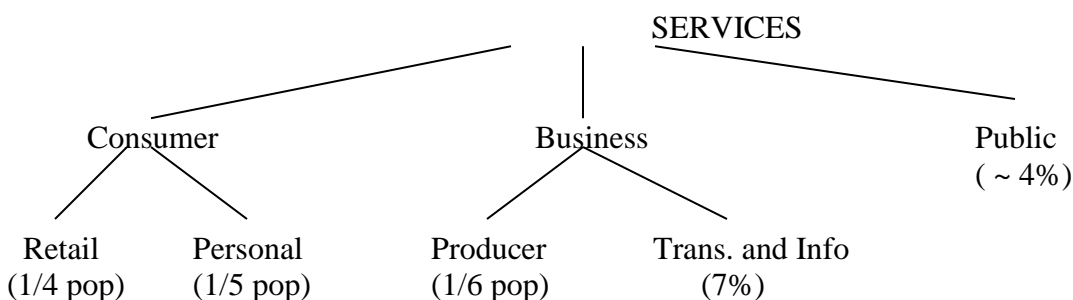 SERVICES
Consumer Business Public
( ~ 4%)
Retail Personal Producer Trans. and Info
(1/4 pop) (1/5 pop) (1/6 pop) (7%)